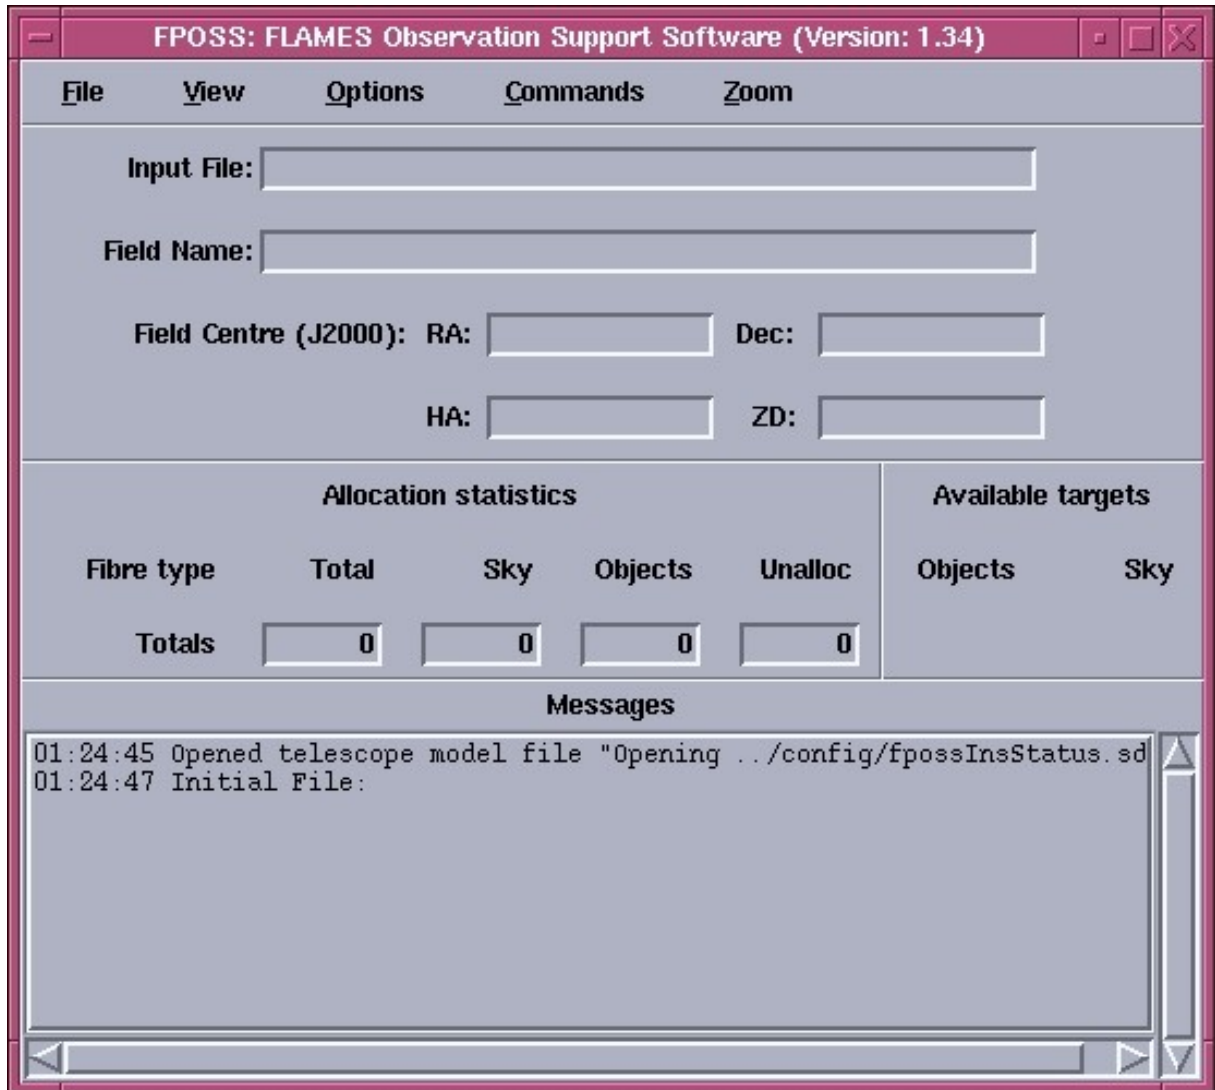 FPOSS: FLAMES Observation Support Software (Version: 1.34)
File View Options Commands Zoom
Input File:
Field Name:
Field Centre (J2000): RA: Dec:
HA: ZD:
Allocation statistics Available targets
Fibre type Total Sky Objects Unalloc Objects Sky
Totals 0 0 0 0
Messages
01:24:45 Opened telescope model file "Opening ../config/fpossInsStatus.sd
01:24:47 Initial File: